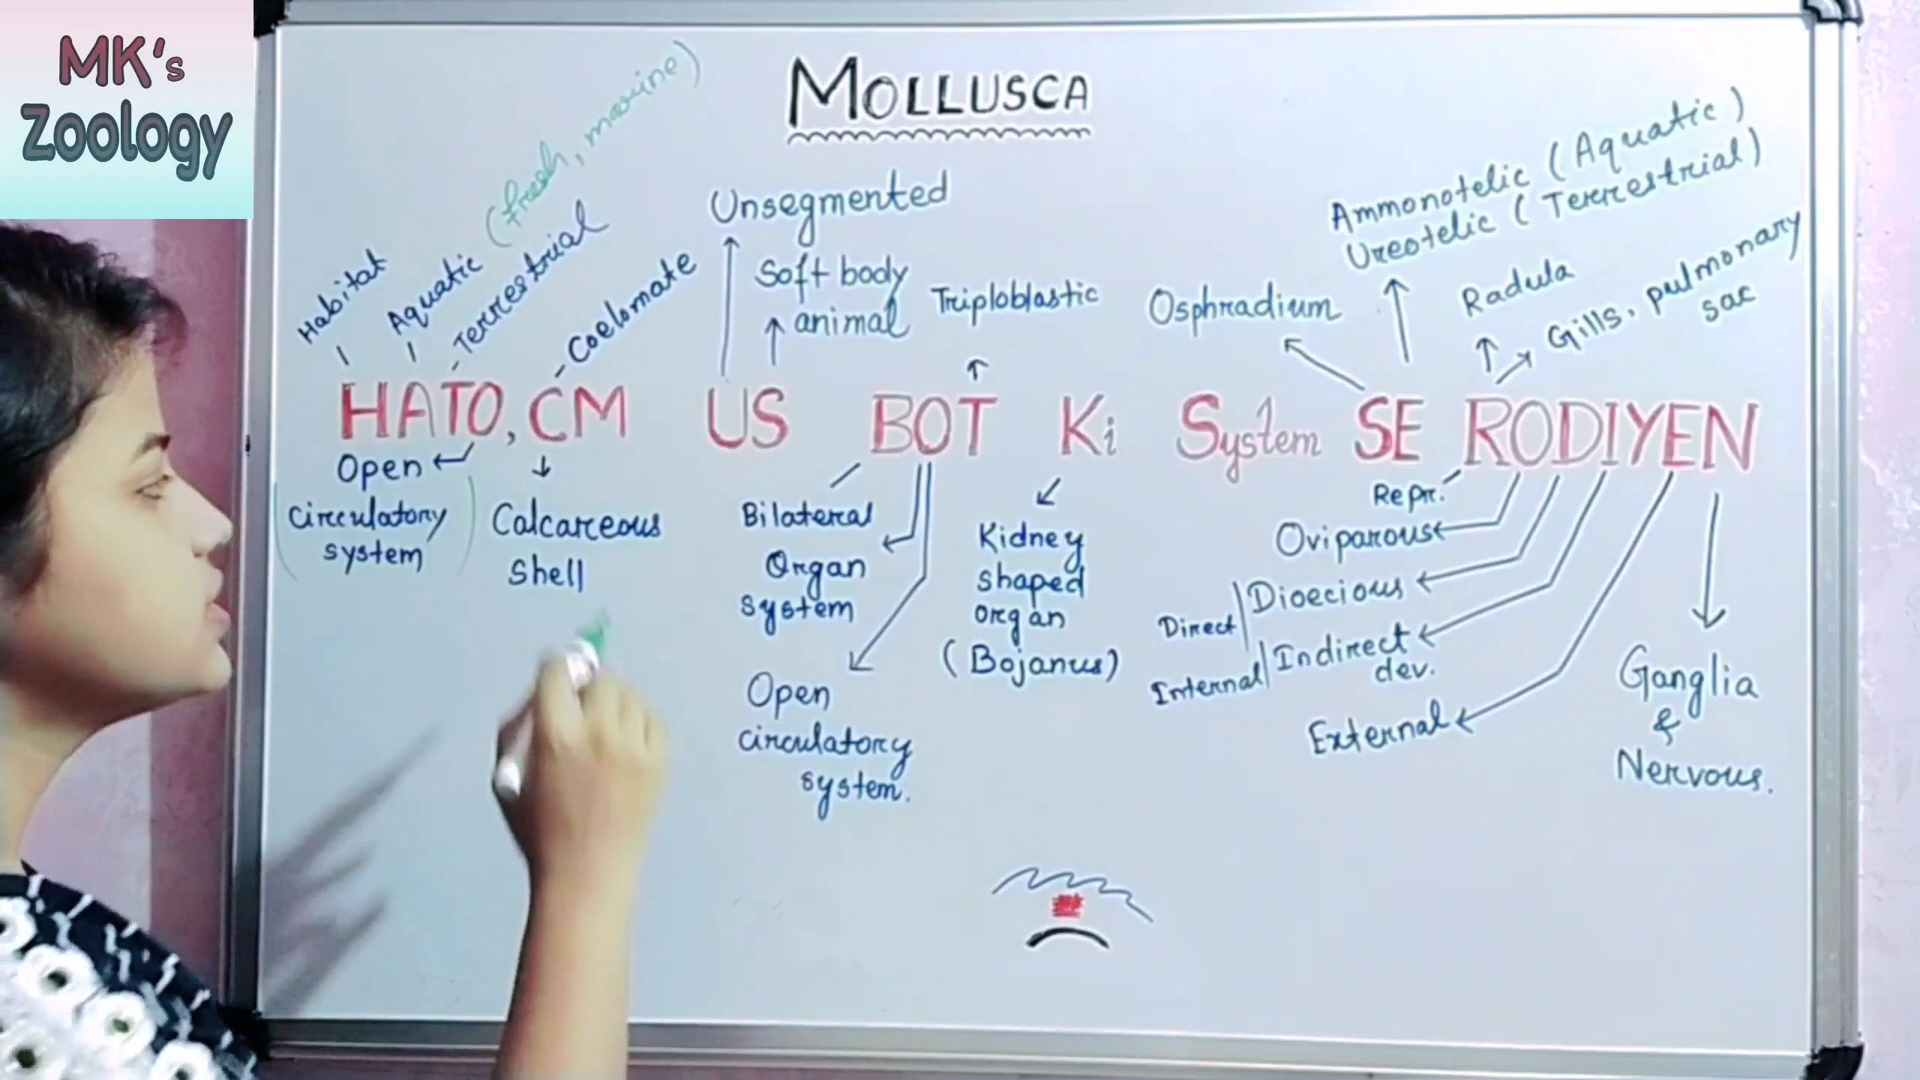 MK's
Zoology
MOLLUSCA
Habitat
Aquatic (fresh, marine)
Terrestrial
Coelomate
Unsegmented
Soft body
animal
Triploblastic
Osphradium
Ammonotelic (Aquatic)
Ureotelic (Terrestrial)
Radula
Gills, pulmonary
sac
HATO, CM US BOT Ki System SE RODIYEN
Open
circulatory
system
Calcareous
Shell
Bilateral
Organ
system
Open
circulatory
system.
Kidney
shaped
organ
(Bojanus)
Repr.
Oviparous
Dioecious
Direct
Indirect
dev.
Internal
External
Ganglia
&
Nervous.